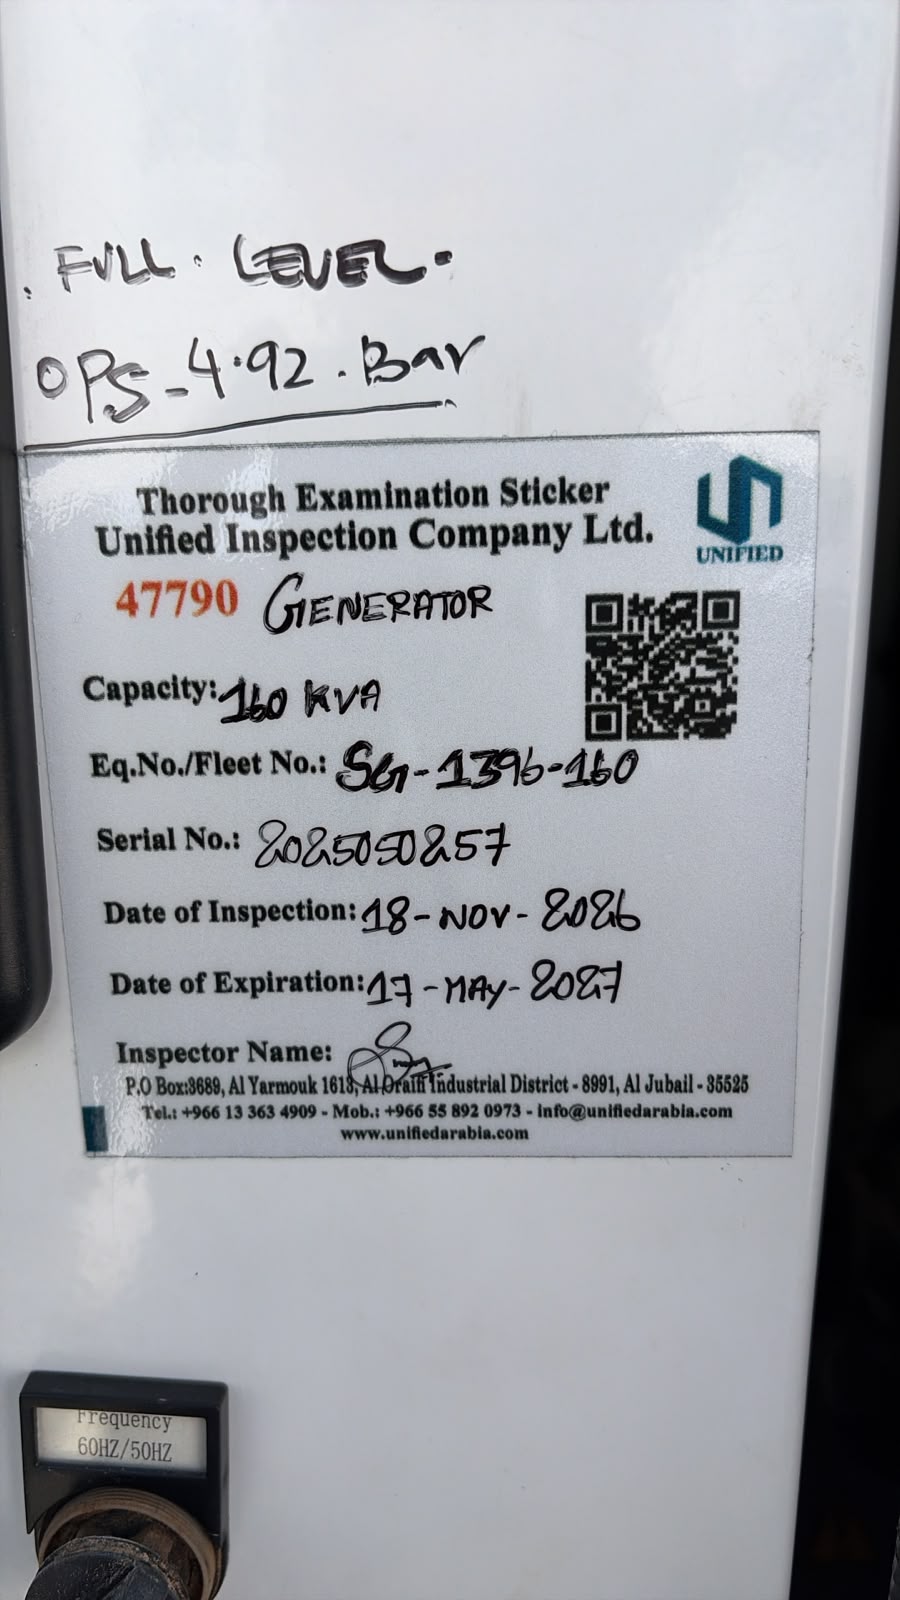 . FULL . LEVEL .
OPS - 4.92 . Bar
Thorough Examination Sticker
Unified Inspection Company Ltd.
UNIFIED
47790 GENERATOR
Capacity: 160 KVA
Eq.No./Fleet No.: SG-1396-160
Serial No.: 2025050257
Date of Inspection: 18-NOV-2026
Date of Expiration: 17-MAY-2027
Inspector Name:
P.O Box:3689, Al Yarmouk 1613, Al Oraifi Industrial District - 8991, Al Jubail - 35525
Tel.: +966 13 363 4909 - Mob.: +966 55 892 0973 - info@unifiedarabia.com
www.unifiedarabia.com
Frequency
60HZ/50HZ